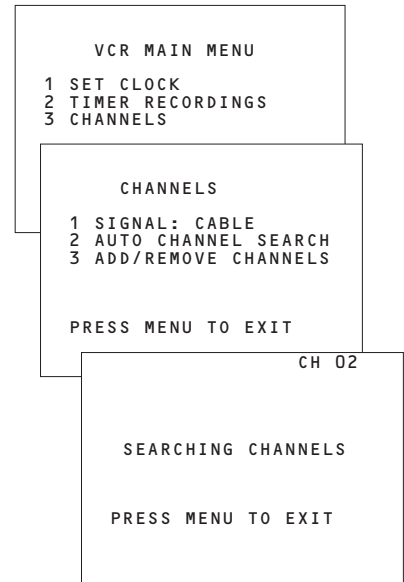 VCR MAIN MENU
1 SET CLOCK
2 TIMER RECORDINGS
3 CHANNELS
CHANNELS
1 SIGNAL: CABLE
2 AUTO CHANNEL SEARCH
3 ADD/REMOVE CHANNELS
PRESS MENU TO EXIT
CH 02
SEARCHING CHANNELS
PRESS MENU TO EXIT